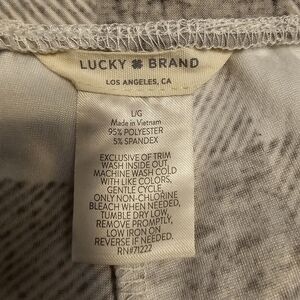 LUCKY BRAND
LOS ANGELES, CA
L/G
Made in Vietnam
95% POLYESTER
5% SPANDEX
EXCLUSIVE OF TRIM
WASH INSIDE OUT,
MACHINE WASH COLD
WITH LIKE COLORS,
GENTLE CYCLE,
ONLY NON-CHLORINE
BLEACH WHEN NEEDED,
TUMBLE DRY LOW,
REMOVE PROMPTLY,
LOW IRON ON
REVERSE IF NEEDED.
RN#71222